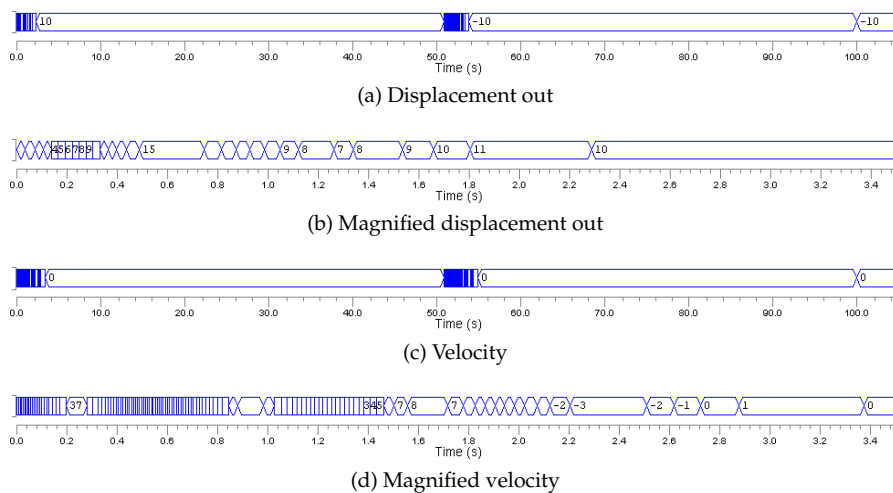 10 -10 -10
0.0 10.0 20.0 30.0 40.0 50.0 60.0 70.0 80.0 90.0 100.0
Time (s)
(a) Displacement out
456789 15 9 8 7 8 9 10 11 10
0.0 0.2 0.4 0.6 0.8 1.0 1.2 1.4 1.6 1.8 2.0 2.2 2.4 2.6 2.8 3.0 3.2 3.4
Time (s)
(b) Magnified displacement out
0 0 0
0.0 10.0 20.0 30.0 40.0 50.0 60.0 70.0 80.0 90.0 100.0
Time (s)
(c) Velocity
37 345 7 8 7 -2 -3 -2 -1 0 1 0
0.0 0.2 0.4 0.6 0.8 1.0 1.2 1.4 1.6 1.8 2.0 2.2 2.4 2.6 2.8 3.0 3.2 3.4
Time (s)
(d) Magnified velocity